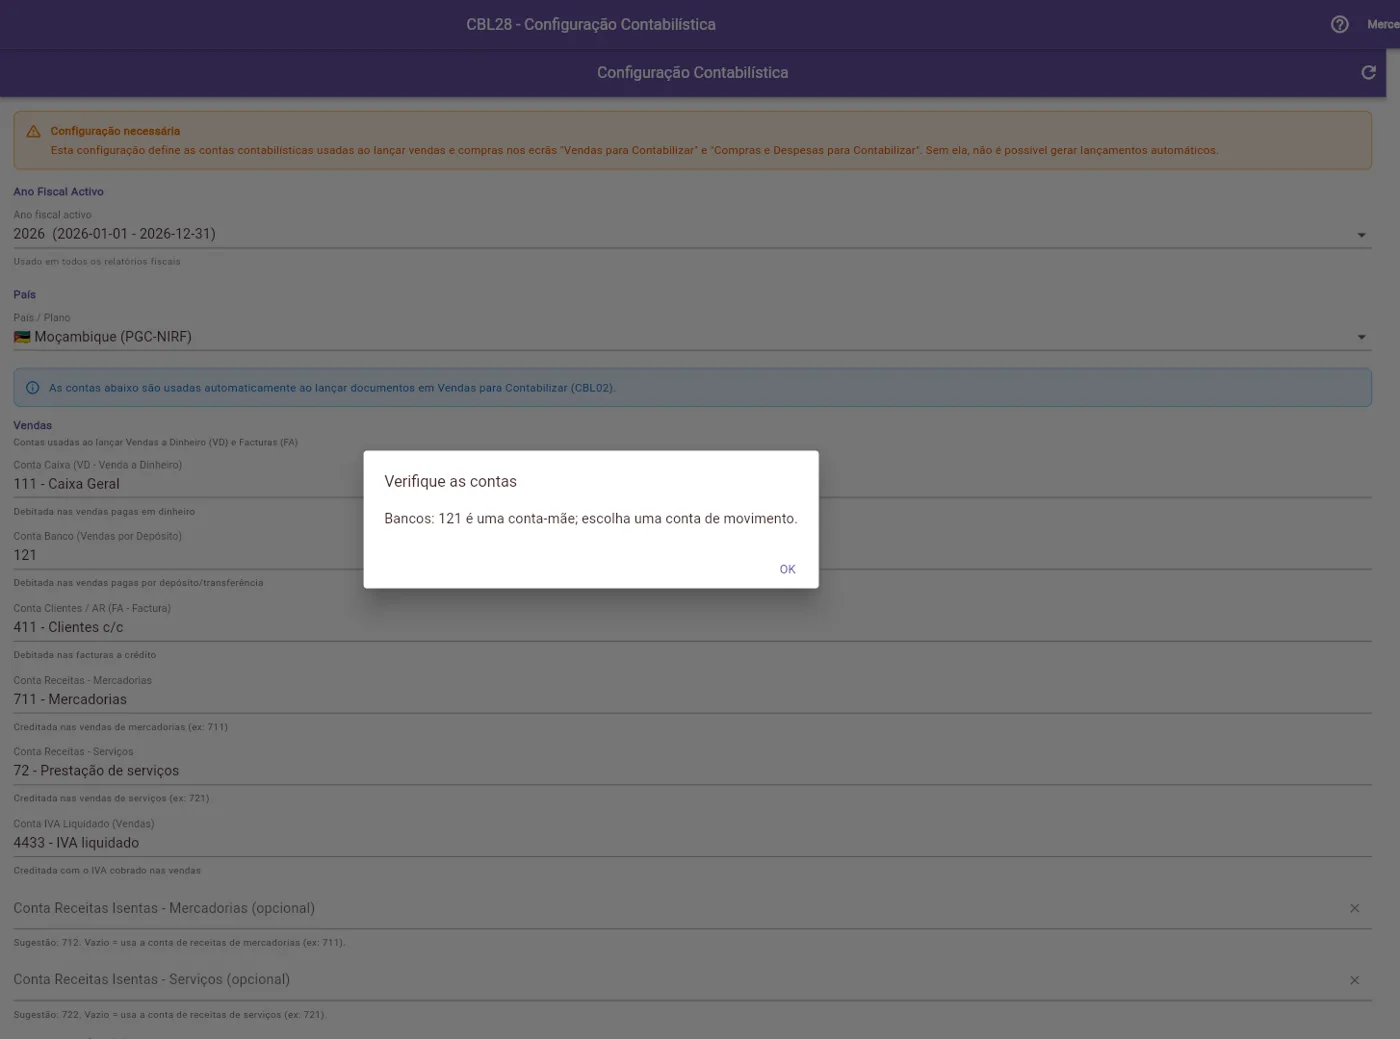 CBL28 - Configuração Contabilística
Merce
Configuração Contabilística
Configuração necessária
Esta configuração define as contas contabilísticas usadas ao lançar vendas e compras nos ecrãs "Vendas para Contabilizar" e "Compras e Despesas para Contabilizar". Sem ela, não é possível gerar lançamentos automáticos.
Ano Fiscal Activo
Ano fiscal activo
2026 (2026-01-01 - 2026-12-31)
Usado em todos os relatórios fiscais
País
País / Plano
Moçambique (PGC-NIRF)
As contas abaixo são usadas automaticamente ao lançar documentos em Vendas para Contabilizar (CBL02).
Vendas
Contas usadas ao lançar Vendas a Dinheiro (VD) e Facturas (FA)
Conta Caixa (VD - Venda a Dinheiro)
111 - Caixa Geral
Debitada nas vendas pagas em dinheiro
Conta Banco (Vendas por Depósito)
121
Debitada nas vendas pagas por depósito/transferência
Verifique as contas
Bancos: 121 é uma conta-mãe; escolha uma conta de movimento.
OK
Conta Clientes / AR (FA - Factura)
411 - Clientes c/c
Debitada nas facturas a crédito
Conta Receitas - Mercadorias
711 - Mercadorias
Creditada nas vendas de mercadorias (ex: 711)
Conta Receitas - Serviços
72 - Prestação de serviços
Creditada nas vendas de serviços (ex: 721)
Conta IVA Liquidado (Vendas)
4433 - IVA liquidado
Creditada com o IVA cobrado nas vendas
Conta Receitas Isentas - Mercadorias (opcional)
Sugestão: 712. Vazio = usa a conta de receitas de mercadorias (ex: 711).
Conta Receitas Isentas - Serviços (opcional)
Sugestão: 722. Vazio = usa a conta de receitas de serviços (ex: 721).